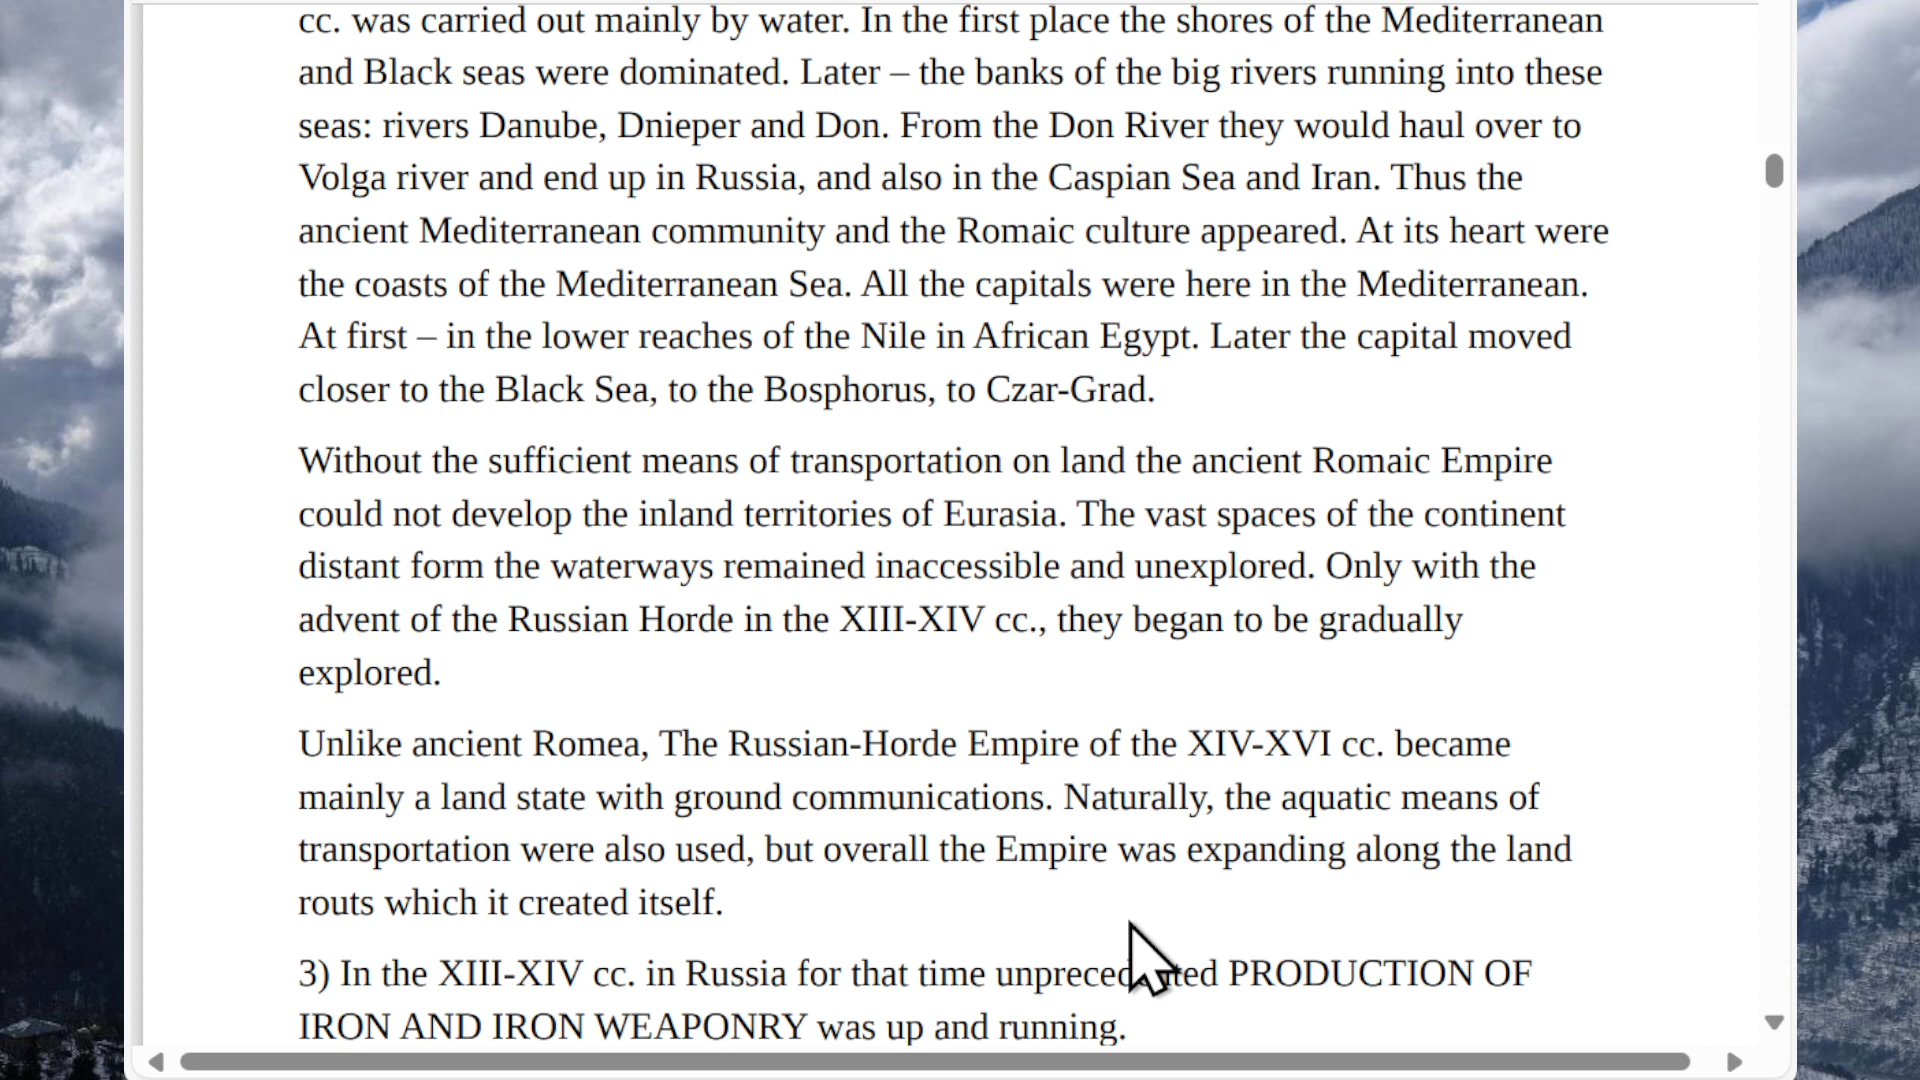 cc. was carried out mainly by water. In the first place the shores of the Mediterranean
and Black seas were dominated. Later – the banks of the big rivers running into these
seas: rivers Danube, Dnieper and Don. From the Don River they would haul over to
Volga river and end up in Russia, and also in the Caspian Sea and Iran. Thus the
ancient Mediterranean community and the Romaic culture appeared. At its heart were
the coasts of the Mediterranean Sea. All the capitals were here in the Mediterranean.
At first – in the lower reaches of the Nile in African Egypt. Later the capital moved
closer to the Black Sea, to the Bosphorus, to Czar-Grad.
Without the sufficient means of transportation on land the ancient Romaic Empire
could not develop the inland territories of Eurasia. The vast spaces of the continent
distant form the waterways remained inaccessible and unexplored. Only with the
advent of the Russian Horde in the XIII-XIV cc., they began to be gradually
explored.
Unlike ancient Romea, The Russian-Horde Empire of the XIV-XVI cc. became
mainly a land state with ground communications. Naturally, the aquatic means of
transportation were also used, but overall the Empire was expanding along the land
routs which it created itself.
3) In the XIII-XIV cc. in Russia for that time unprecedented PRODUCTION OF
IRON AND IRON WEAPONRY was up and running.